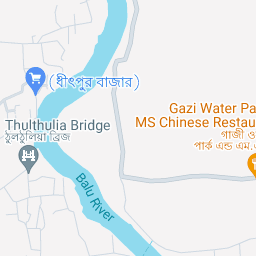 (ধীৎপুর বাজার)
Gazi Water Pa
MS Chinese Restau
গাজী ও
পার্ক এন্ড এম.
Thulthulia Bridge
ঠুলঠুলিয়া ব্রিজ
Balu River